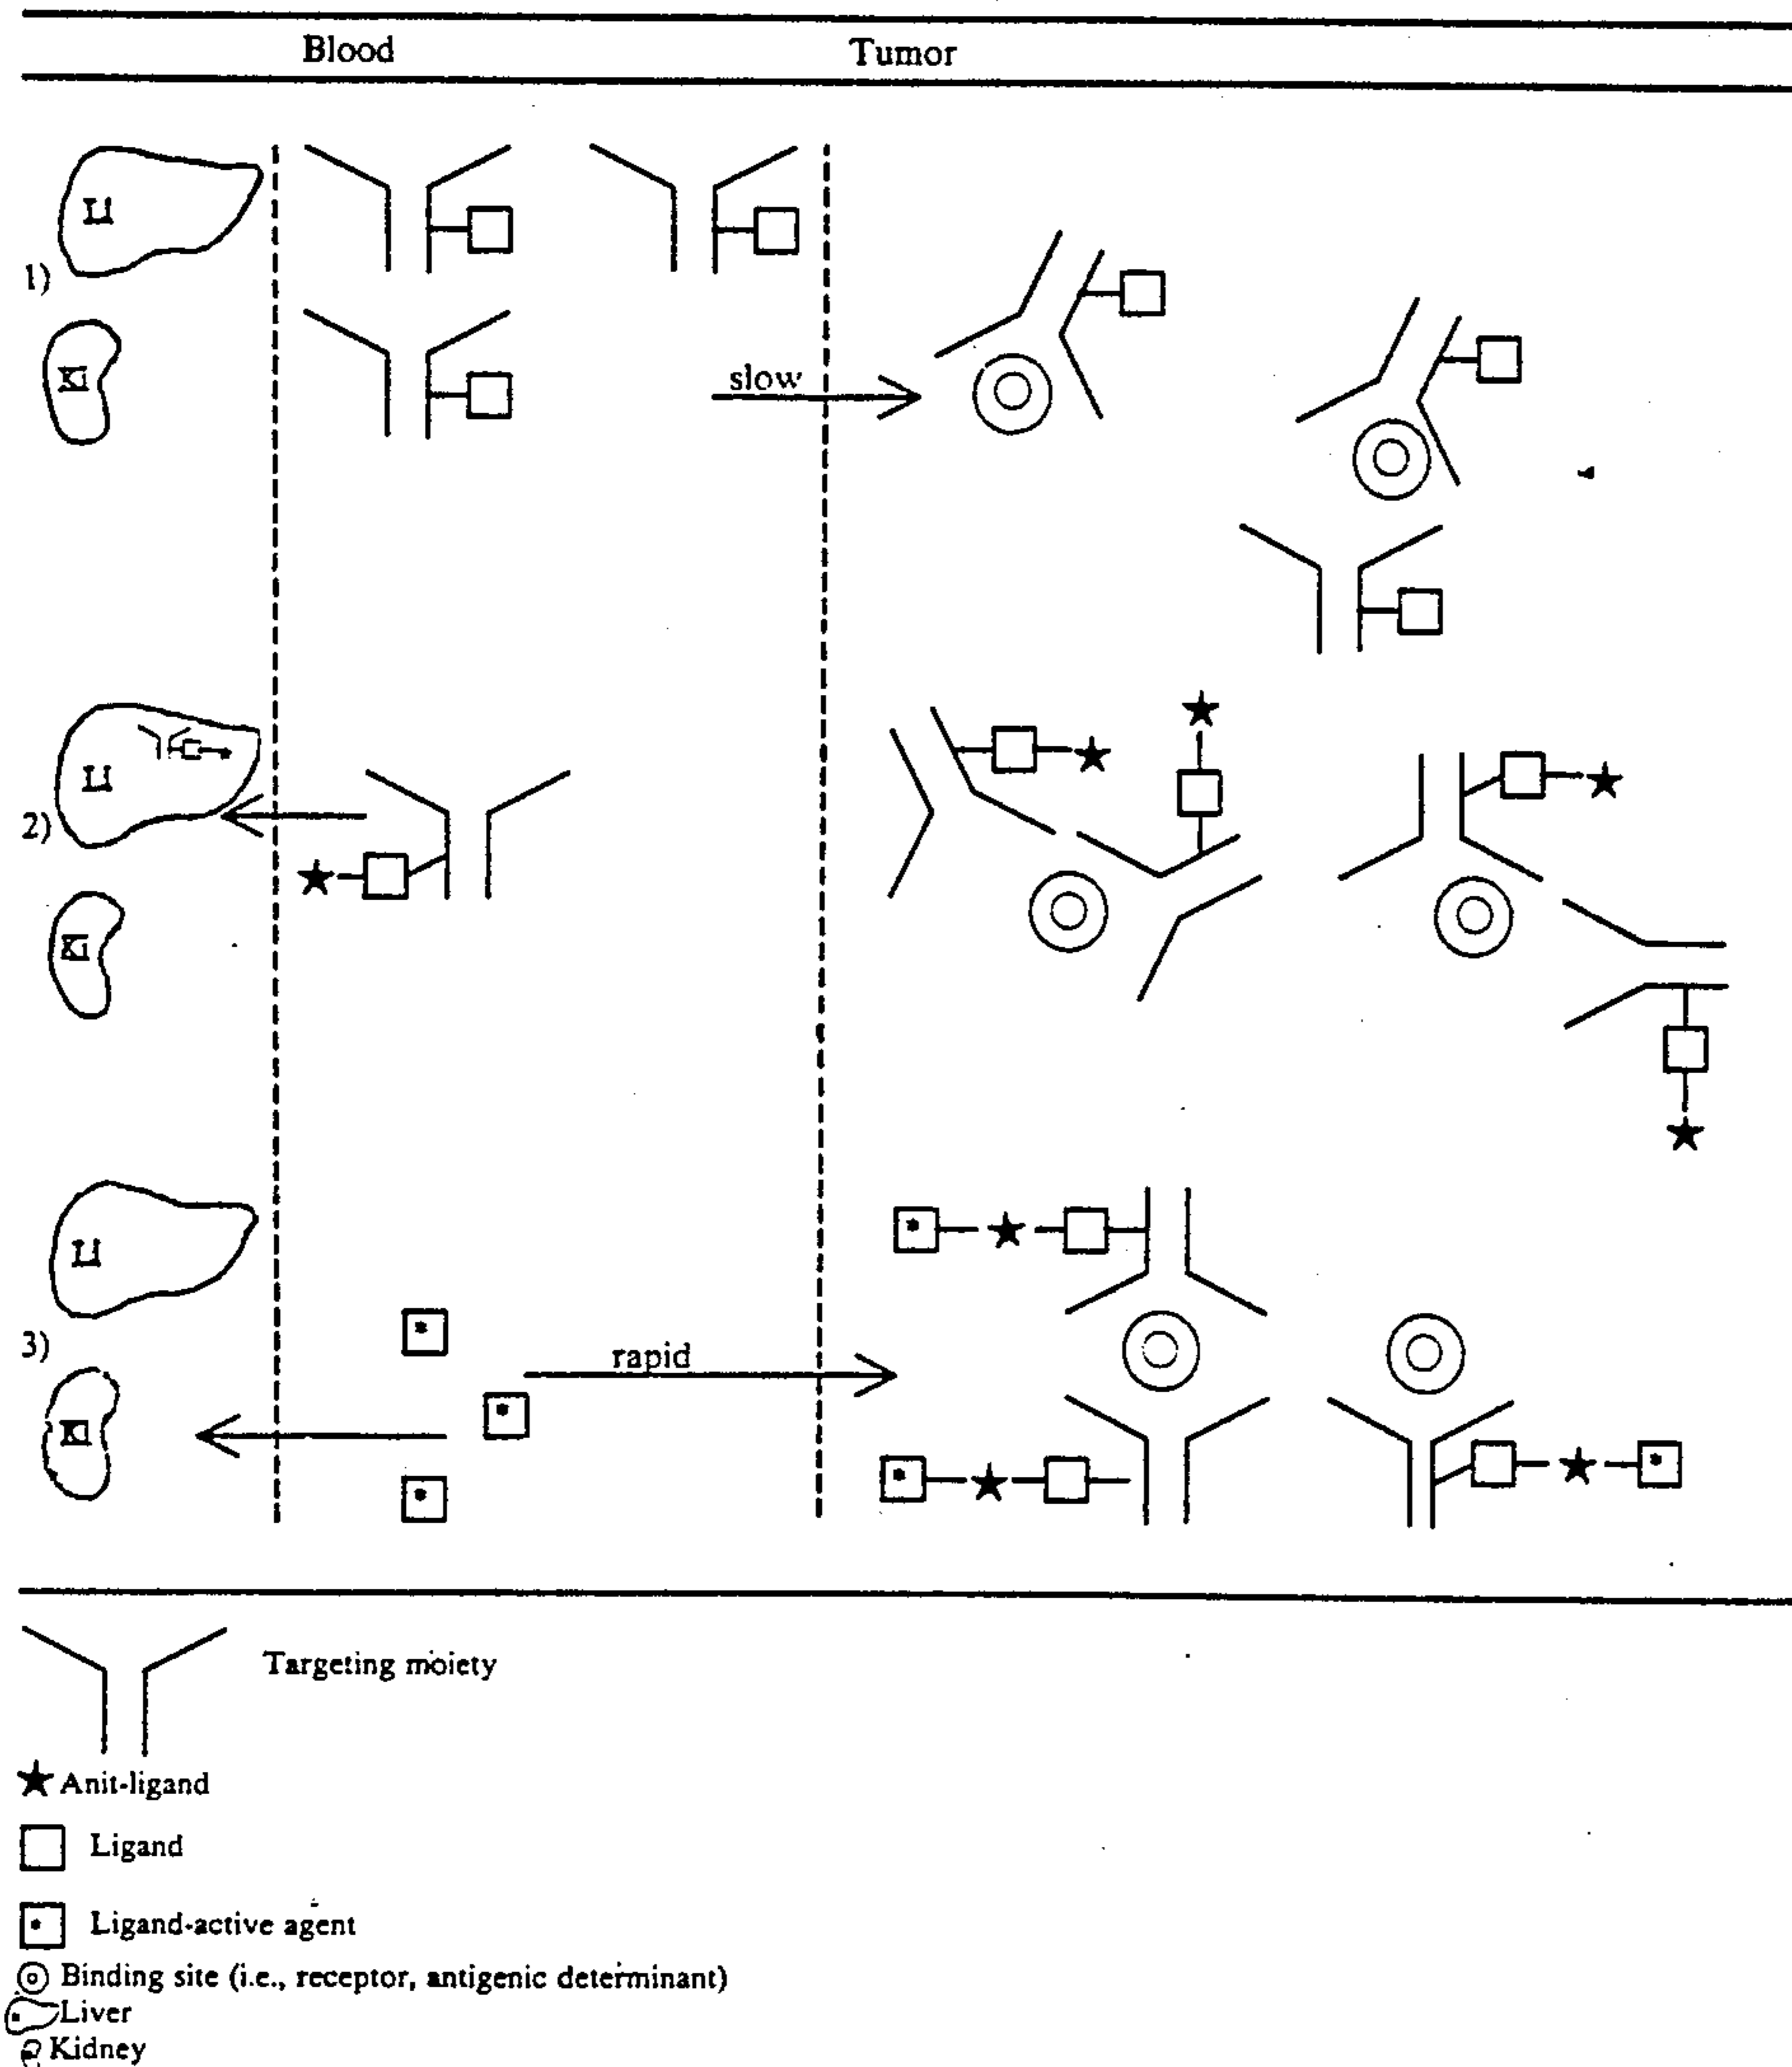 Blood Tumor
Li
1)
Ki
slow
Li
2)
Ki
Li
rapid
3)
Ki
Targeting moiety
Anit-ligand
Ligand
Ligand-active agent
Binding site (i.e., receptor, antigenic determinant)
Liver
Kidney